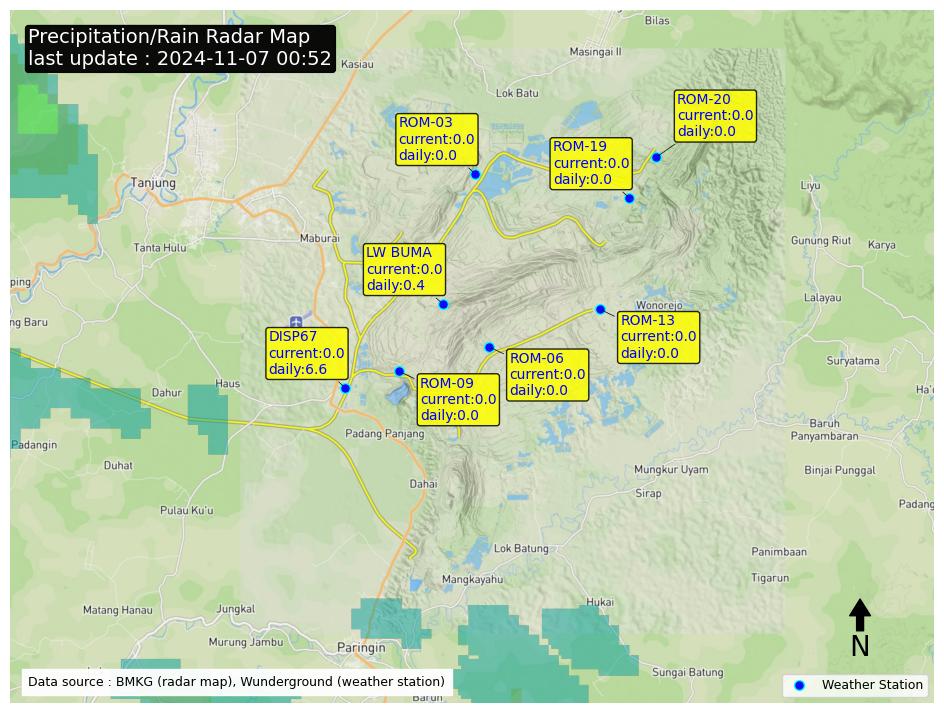 Precipitation/Rain Radar Map
last update : 2024-11-07 00:52
Bilas
Masingai II
Kasiau
Lok Batu
ROM-20
current:0.0
daily:0.0
ROM-03
current:0.0
daily:0.0
ROM-19
current:0.0
daily:0.0
Tanjung
Liyu
Maburai
Tanta Hulu
Gunung Riut
Karya
LW BUMA
current:0.0
daily:0.4
ping
Lalayau
Wonorejo
ng Baru
ROM-13
current:0.0
daily:0.0
DISP67
current:0.0
daily:6.6
ROM-06
current:0.0
daily:0.0
Suryatama
Haus
Dahur
ROM-09
current:0.0
daily:0.0
Ha'
Baruh
Panyambaran
Padang Panjang
Padangin
Duhat
Mungkur Uyam
Binjai Punggal
Dahai
Sirap
Padang
Pulau Ku'u
Lok Batung
Panimbaan
Mangkayahu
Tigarun
Hukai
Matang Hanau
Jungkal
Murung Jambu
Paringin
N
Sungai Batung
Data source : BMKG (radar map), Wunderground (weather station)
Weather Station
Barun